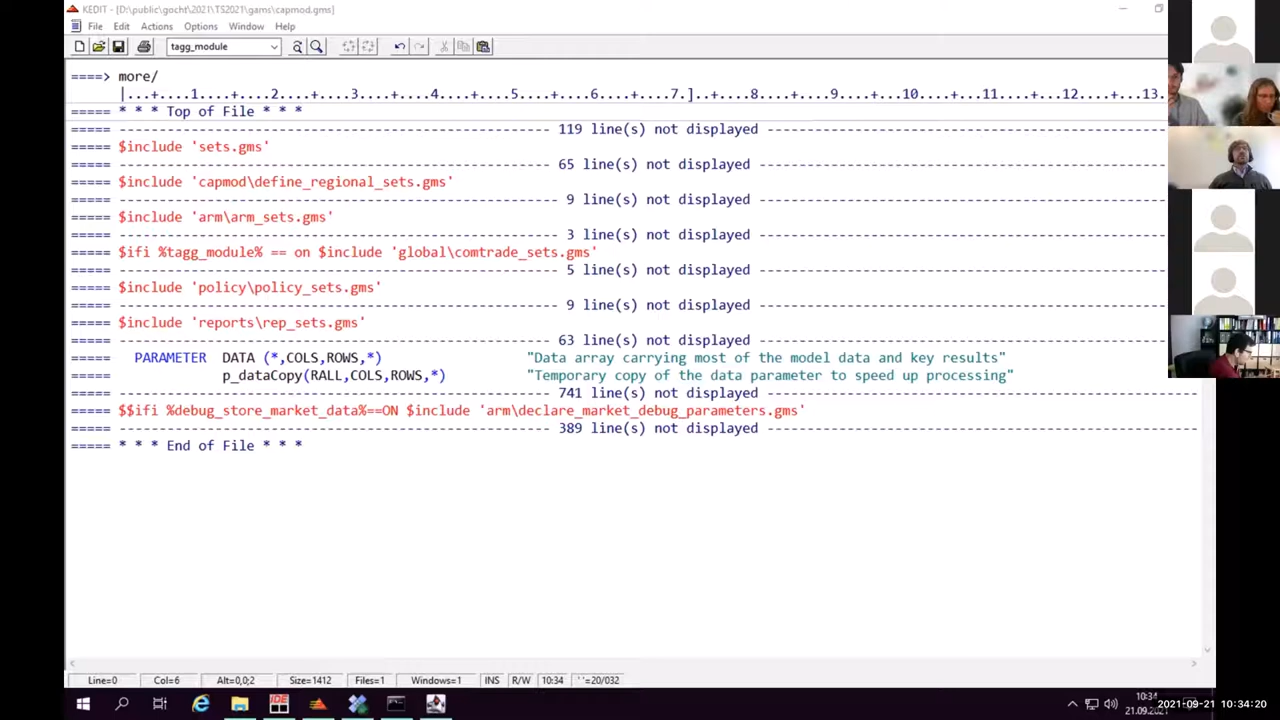 KEDIT - [D:\public\gocht\2021\TS2021\gams\capmod.gms]
File Edit Actions Options Window Help
tagg_module
====> more/
|...+....1....+....2....+....3....+....4....+....5....+....6....+....7.]..+....8....+....9....+...10....+...11....+...12....+...13.
===== * * * Top of File * * *
===== ------------------------------------------------------- 119 line(s) not displayed ---------------------------------------------------
===== $include 'sets.gms'
===== ------------------------------------------------------- 65 line(s) not displayed ---------------------------------------------------
===== $include 'capmod\define_regional_sets.gms'
===== ------------------------------------------------------- 9 line(s) not displayed ---------------------------------------------------
===== $include 'arm\arm_sets.gms'
===== ------------------------------------------------------- 3 line(s) not displayed ---------------------------------------------------
===== $ifi %tagg_module% == on $include 'global\comtrade_sets.gms'
===== ------------------------------------------------------- 5 line(s) not displayed ---------------------------------------------------
===== $include 'policy\policy_sets.gms'
===== ------------------------------------------------------- 9 line(s) not displayed ---------------------------------------------------
===== $include 'reports\rep_sets.gms'
===== ------------------------------------------------------- 63 line(s) not displayed ---------------------------------------------------
===== PARAMETER DATA (*,COLS,ROWS,*) "Data array carrying most of the model data and key results"
===== p_dataCopy(RALL,COLS,ROWS,*) "Temporary copy of the data parameter to speed up processing"
===== ------------------------------------------------------- 741 line(s) not displayed -------------------------------------------------------
===== $$ifi %debug_store_market_data%==ON $include 'arm\declare_market_debug_parameters.gms'
===== ------------------------------------------------------- 389 line(s) not displayed -------------------------------------------------------
===== * * * End of File * * *
Line=0 Col=6 Alt=0,0;2 Size=1412 Files=1 Windows=1 INS R/W 10:34 ' '=20/032
IDE
10:34
21.09.2021
2021-09-21 10:34:20